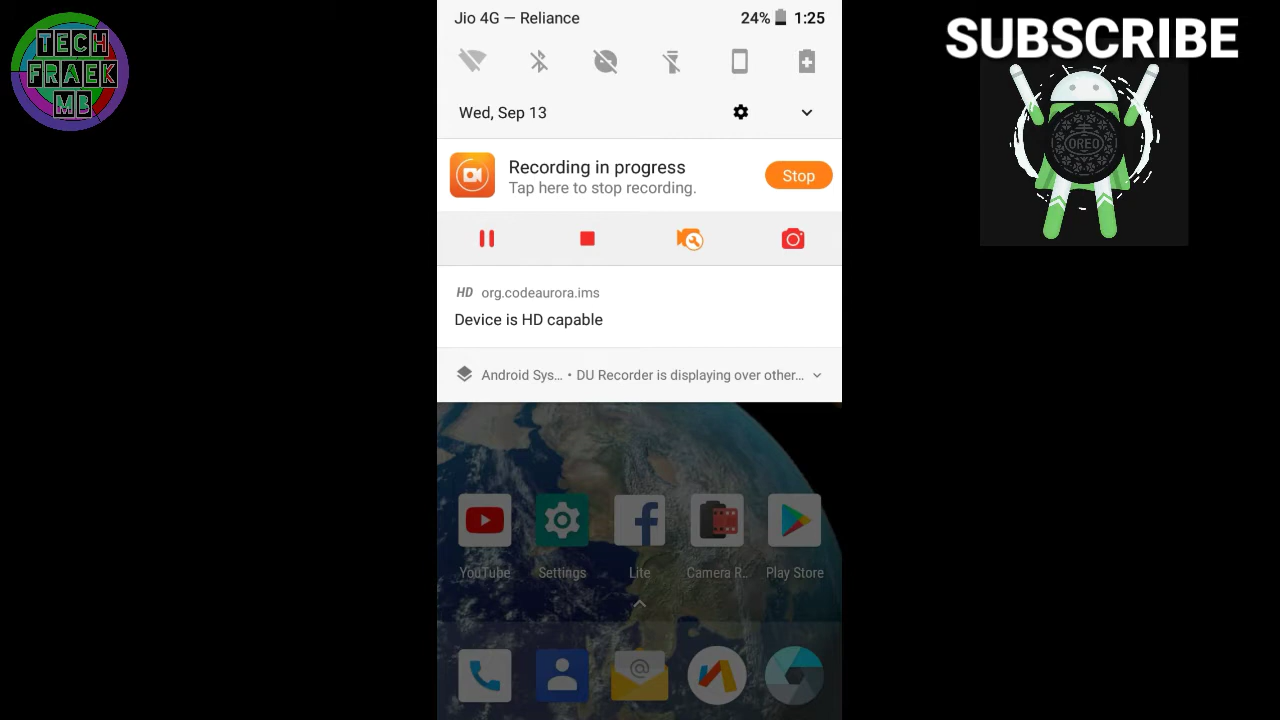 TECH
FRAEK
MB
Jio 4G — Reliance
24% 1:25
SUBSCRIBE
OREO
Wed, Sep 13
Recording in progress
Tap here to stop recording.
Stop
HD org.codeaurora.ims
Device is HD capable
Android Sys... • DU Recorder is displaying over other...
YouTube Settings Lite Camera R.. Play Store